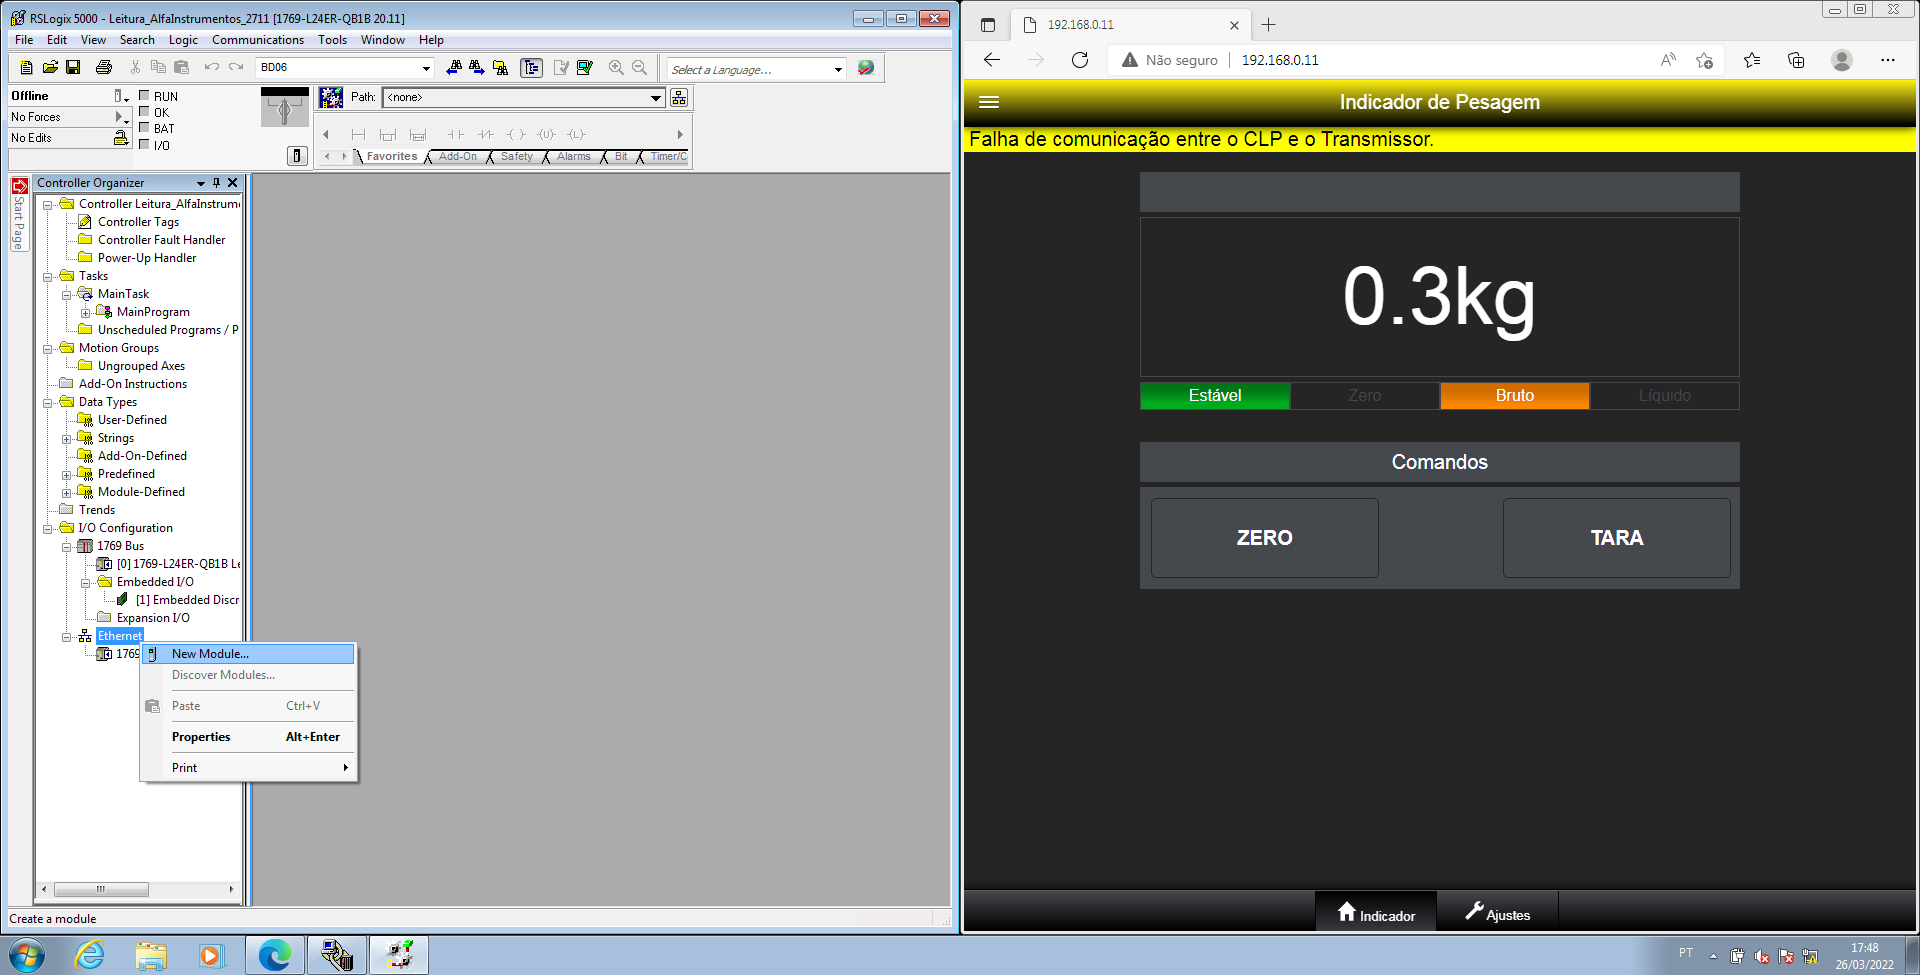 RSLogix 5000 - Leitura_AlfaInstrumentos_2711 [1769-L24ER-QB1B 20.11]
File Edit View Search Logic Communications Tools Window Help
BD06
Select a Language...
Offline
No Forces
No Edits
RUN
OK
BAT
I/O
Path: <none>
Favorites Add-On Safety Alarms Bit Timer/C
Start Page
Controller Organizer
Controller Leitura_AlfaInstrum
Controller Tags
Controller Fault Handler
Power-Up Handler
Tasks
MainTask
MainProgram
Unscheduled Programs / P
Motion Groups
Ungrouped Axes
Add-On Instructions
Data Types
User-Defined
Strings
Add-On-Defined
Predefined
Module-Defined
Trends
I/O Configuration
1769 Bus
[0] 1769-L24ER-QB1B Le
Embedded I/O
[1] Embedded Discr
Expansion I/O
Ethernet
1769
New Module...
Discover Modules...
Paste Ctrl+V
Properties Alt+Enter
Print
Create a module
192.168.0.11
Não seguro 192.168.0.11
Indicador de Pesagem
Falha de comunicação entre o CLP e o Transmissor.
0.3kg
Estável Zero Bruto Líquido
Comandos
ZERO TARA
Indicador Ajustes
PT
17:48
26/03/2022